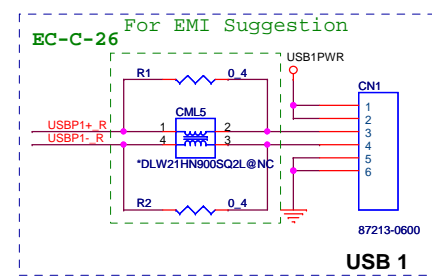 For EMI Suggestion
EC-C-26
USB1PWR
R1 0_4
CN1
CML5
USBP1+_R
USBP1-_R
1 2
4 3
*DLW21HN900SQ2L@NC
1
2
3
4
5
6
R2 0_4
87213-0600
USB 1